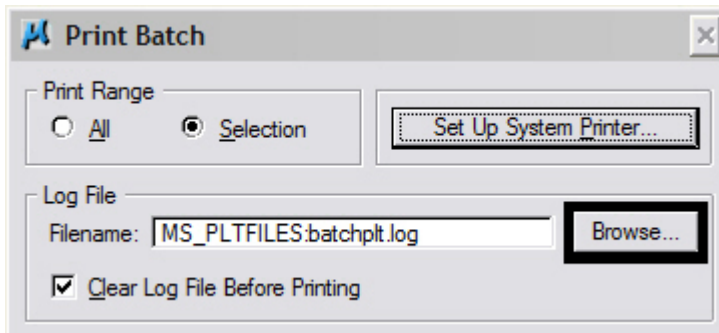 Print Batch
Print Range
All
Selection
Set Up System Printer...
Log File
Filename: MS_PLTFILES:batchplt.log
Browse...
Clear Log File Before Printing